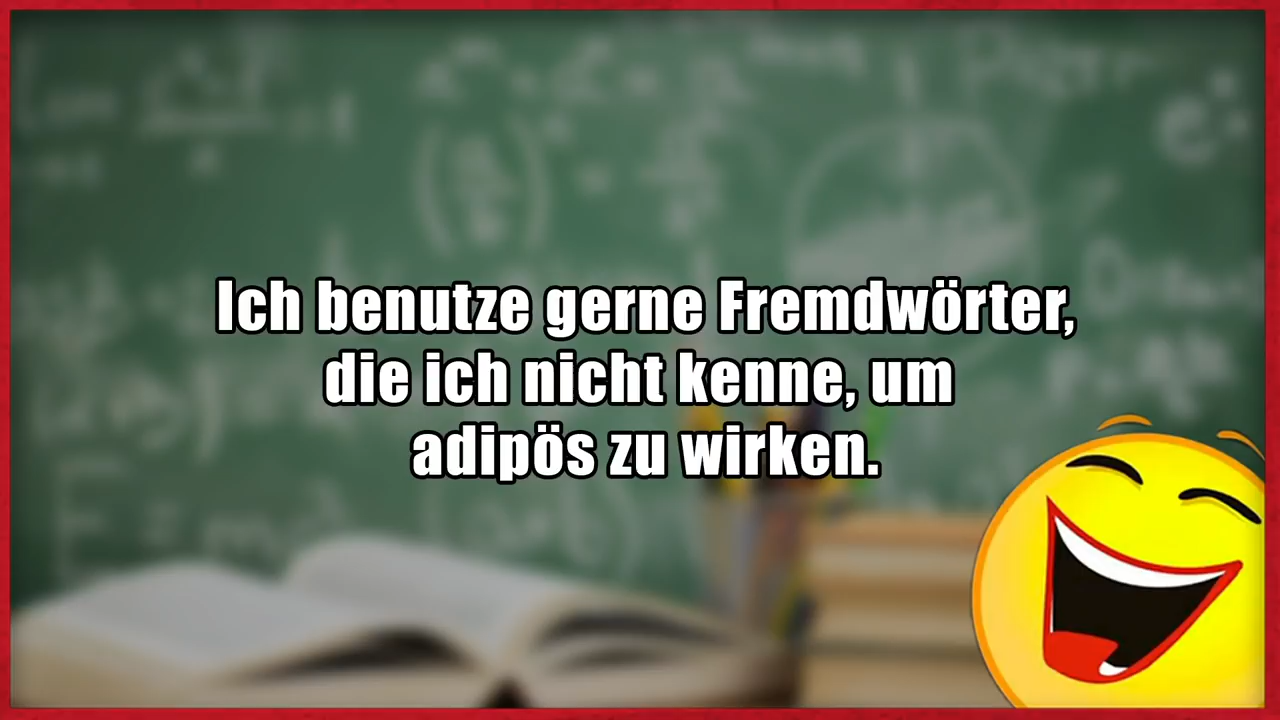 Ich benutze gerne Fremdwörter,
die ich nicht kenne, um
adipös zu wirken.